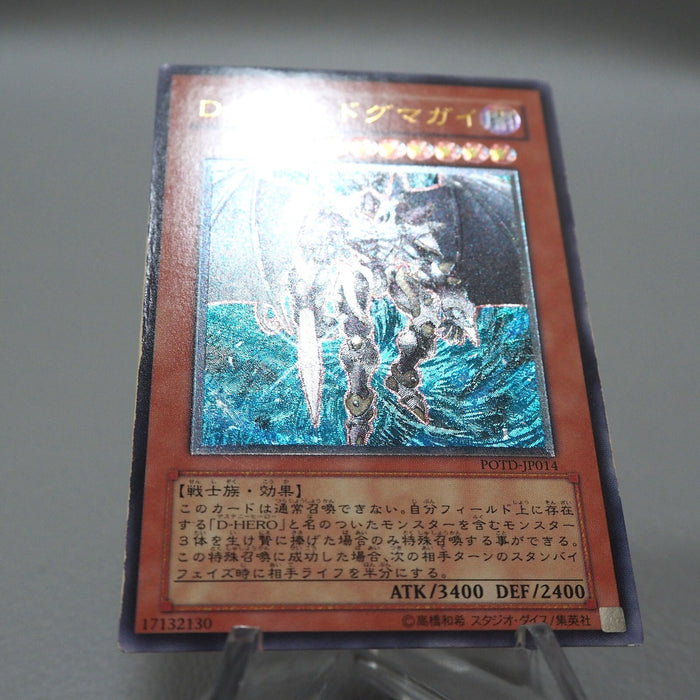 D ドグマガイ 闇
POTD-JP014
【戦士族・効果】
このカードは通常召喚できない。自分フィールド上に存在
する「D-HERO」と名のついたモンスターを含むモンスター
３体を生け贄に捧げた場合のみ特殊召喚する事ができる。
この特殊召喚に成功した場合、次の相手ターンのスタンバイ
フェイズ時に相手ライフを半分にする。
ATK/3400 DEF/2400
17132130 ©高橋和希 スタジオ・ダイス/集英社